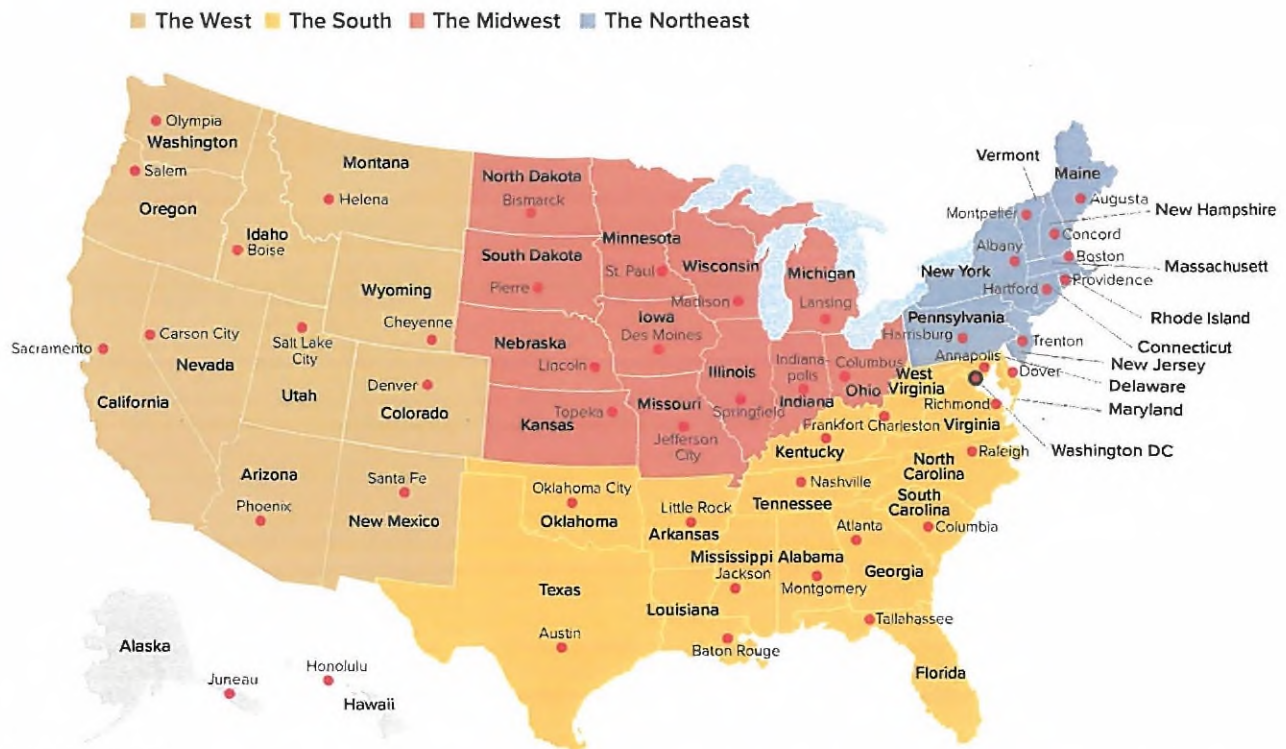 The West The South The Midwest The Northeast
Olympia
Washington
Salem
Oregon
Montana
Helena
Idaho
Boise
Wyoming
Cheyenne
Sacramento
Carson City
Nevada
California
Salt Lake
City
Utah
Denver
Colorado
Arizona
Phoenix
Santa Fe
New Mexico
North Dakota
Bismarck
South Dakota
Pierre
Nebraska
Lincoln
Topeka
Kansas
Minnesota
St. Paul
Iowa
Des Moines
Missouri
Jefferson
City
Wisconsin
Madison
Illinois
Springfield
Michigan
Lansing
Indiana-
polis
Indiana
Columbus
Ohio
Vermont
Maine
Augusta
Montpelier
New Hampshire
Concord
Albany
Boston
Massachusett
New York
Hartford
Providence
Rhode Island
Pennsylvania
Harrisburg
Trenton
Connecticut
New Jersey
Annapolis
Dover
Delaware
Maryland
West
Virginia
Richmond
Virginia
Washington DC
Frankfort
Charleston
Kentucky
Raleigh
North
Carolina
Nashville
Tennessee
South
Carolina
Columbia
Oklahoma City
Oklahoma
Little Rock
Arkansas
Atlanta
Georgia
Mississippi
Jackson
Alabama
Montgomery
Texas
Austin
Louisiana
Baton Rouge
Tallahassee
Florida
Alaska
Juneau
Honolulu
Hawaii